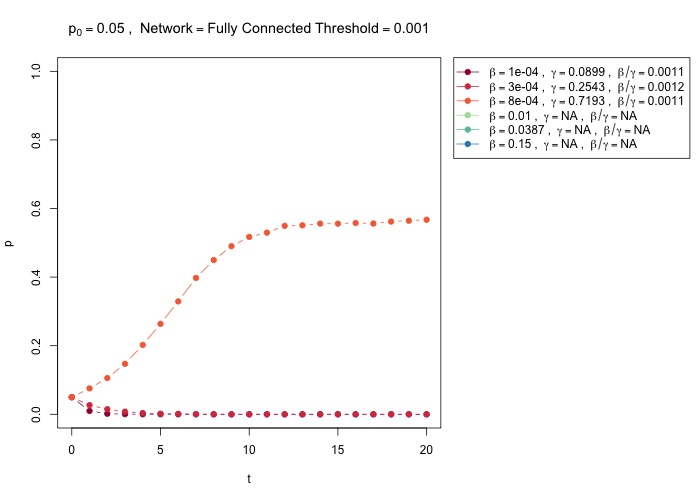 p₀ = 0.05 , Network = Fully Connected Threshold = 0.001
β = 1e-04 , γ = 0.0899 , β/γ = 0.0011
β = 3e-04 , γ = 0.2543 , β/γ = 0.0012
β = 8e-04 , γ = 0.7193 , β/γ = 0.0011
β = 0.01 , γ = NA , β/γ = NA
β = 0.0387 , γ = NA , β/γ = NA
β = 0.15 , γ = NA , β/γ = NA
1.0
0.8
0.6
0.4
0.2
0.0
p
0 5 10 15 20
t